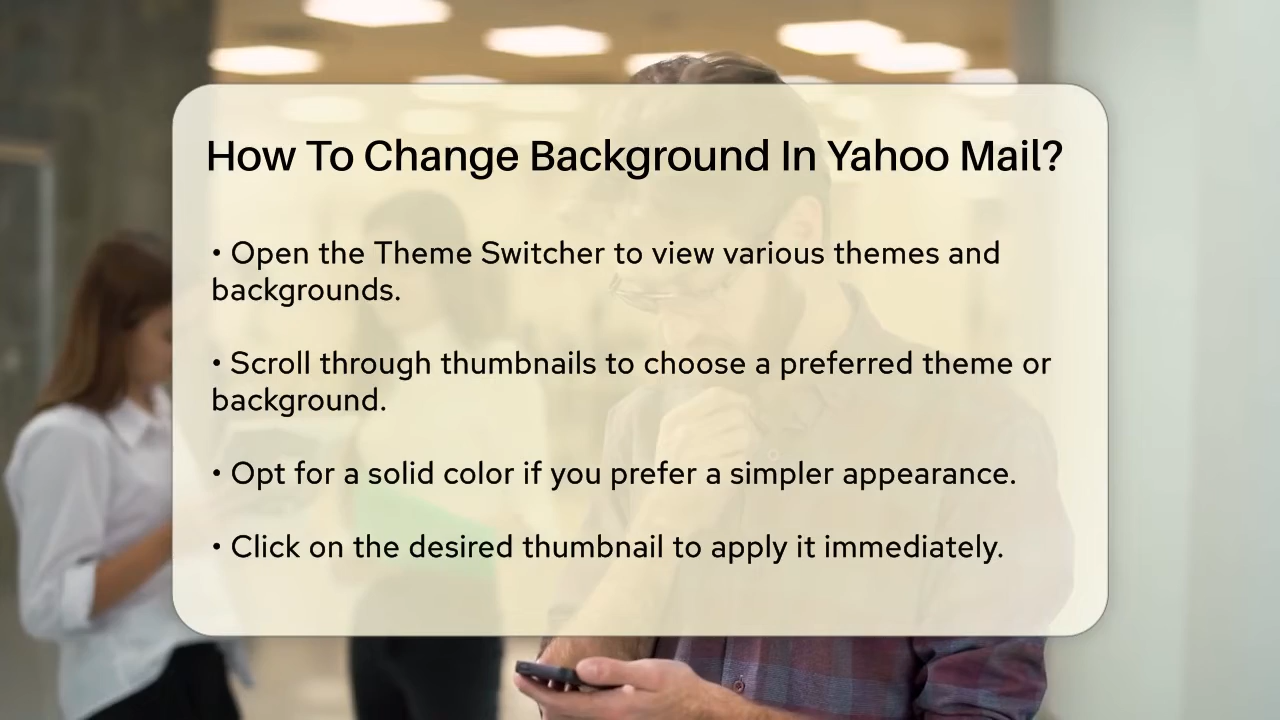 How To Change Background In Yahoo Mail?
• Open the Theme Switcher to view various themes and
backgrounds.
• Scroll through thumbnails to choose a preferred theme or
background.
• Opt for a solid color if you prefer a simpler appearance.
• Click on the desired thumbnail to apply it immediately.